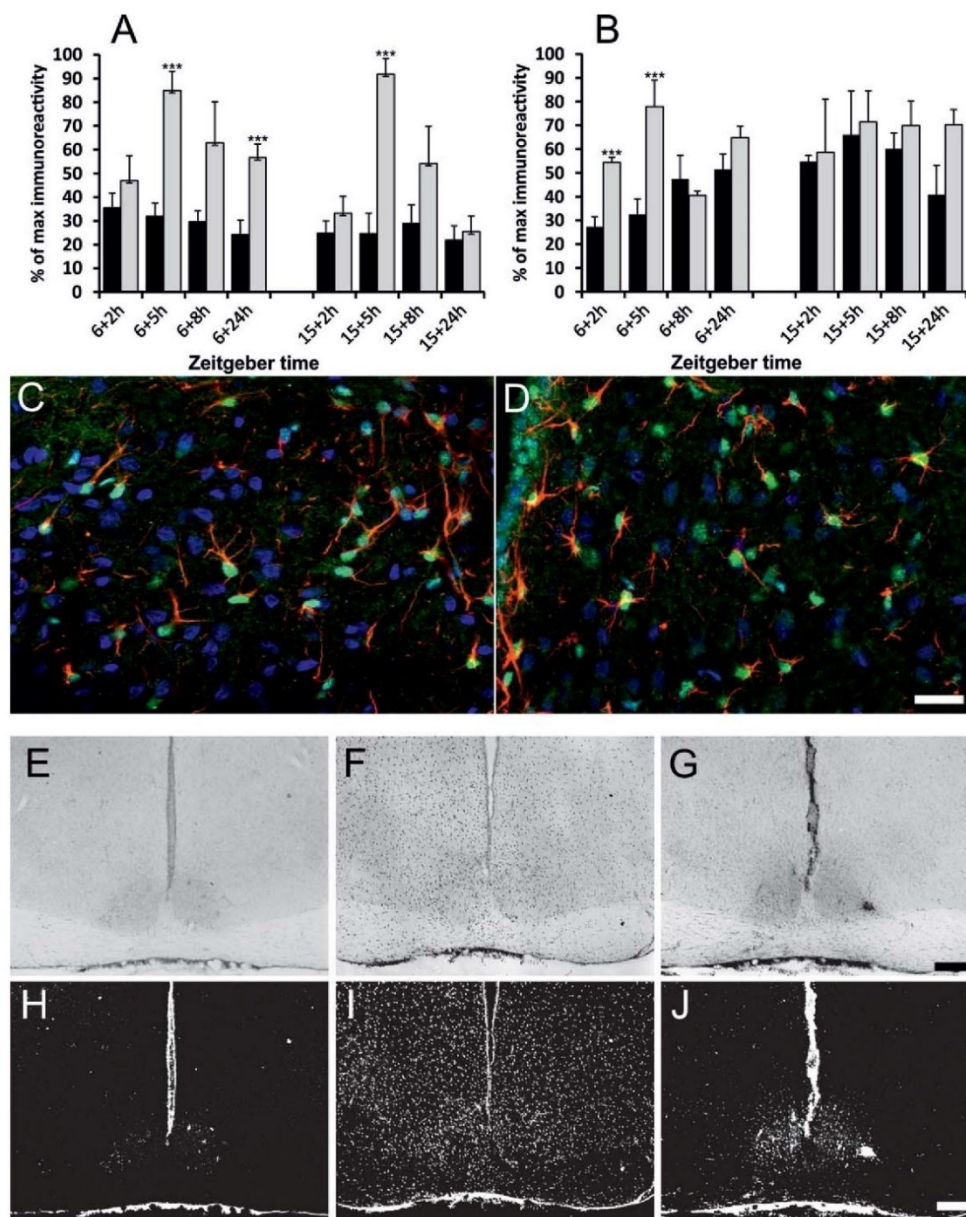 A
% of max immunoreactivity
100
90
80
70
60
50
40
30
20
10
0
***
***
***
6+2h
6+5h
6+8h
6+24h
15+2h
15+5h
15+8h
15+24h
Zeitgeber time
B
% of max immunoreactivity
100
90
80
70
60
50
40
30
20
10
0
***
***
6+2h
6+5h
6+8h
6+24h
15+2h
15+5h
15+8h
15+24h
Zeitgeber time
C
D
E
F
G
H
I
J